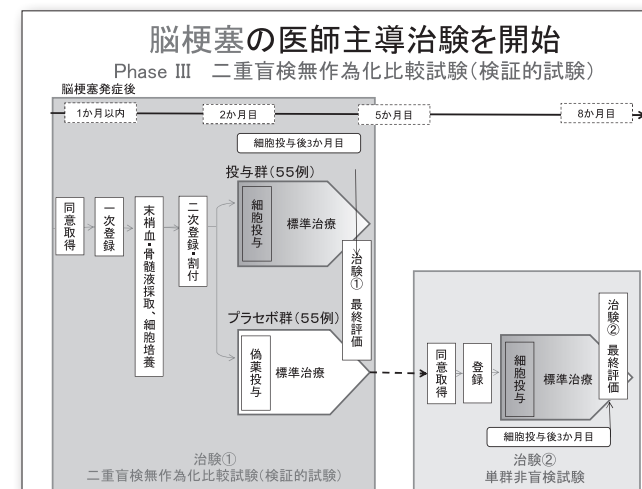 脳梗塞の医師主導治験を開始
Phase III　二重盲検無作為化比較試験(検証的試験)
脳梗塞発症後
1か月以内
2か月目
5か月目
8か月目
細胞投与後3か月目
投与群(55例)
同意取得
一次登録
末梢血・骨髄液採取、細胞培養
二次登録・割付
細胞投与
標準治療
治験① 最終評価
プラセボ群(55例)
偽薬投与
標準治療
同意取得
登録
細胞投与
標準治療
治験② 最終評価
細胞投与後3か月目
治験①
二重盲検無作為化比較試験(検証的試験)
治験②
単群非盲検試験